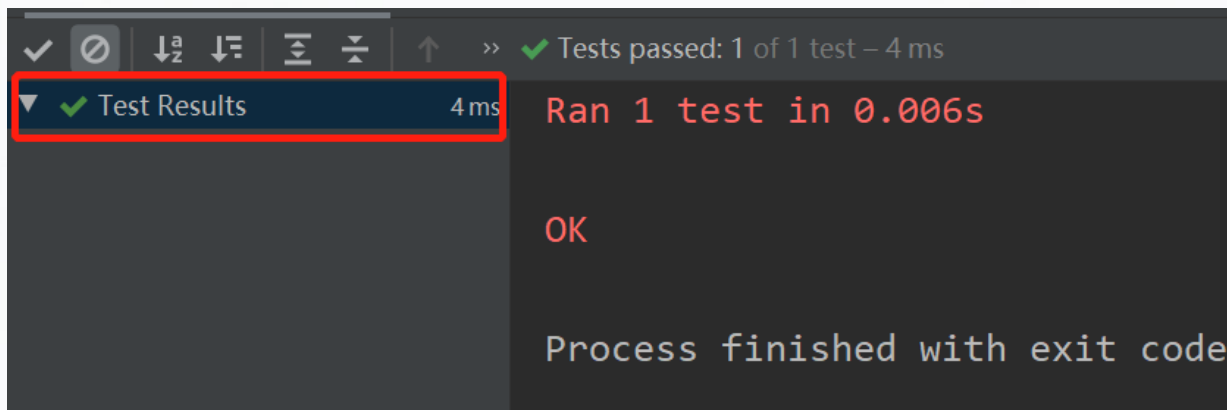 Tests passed: 1 of 1 test – 4 ms
Test Results 4 ms
Ran 1 test in 0.006s
OK
Process finished with exit code